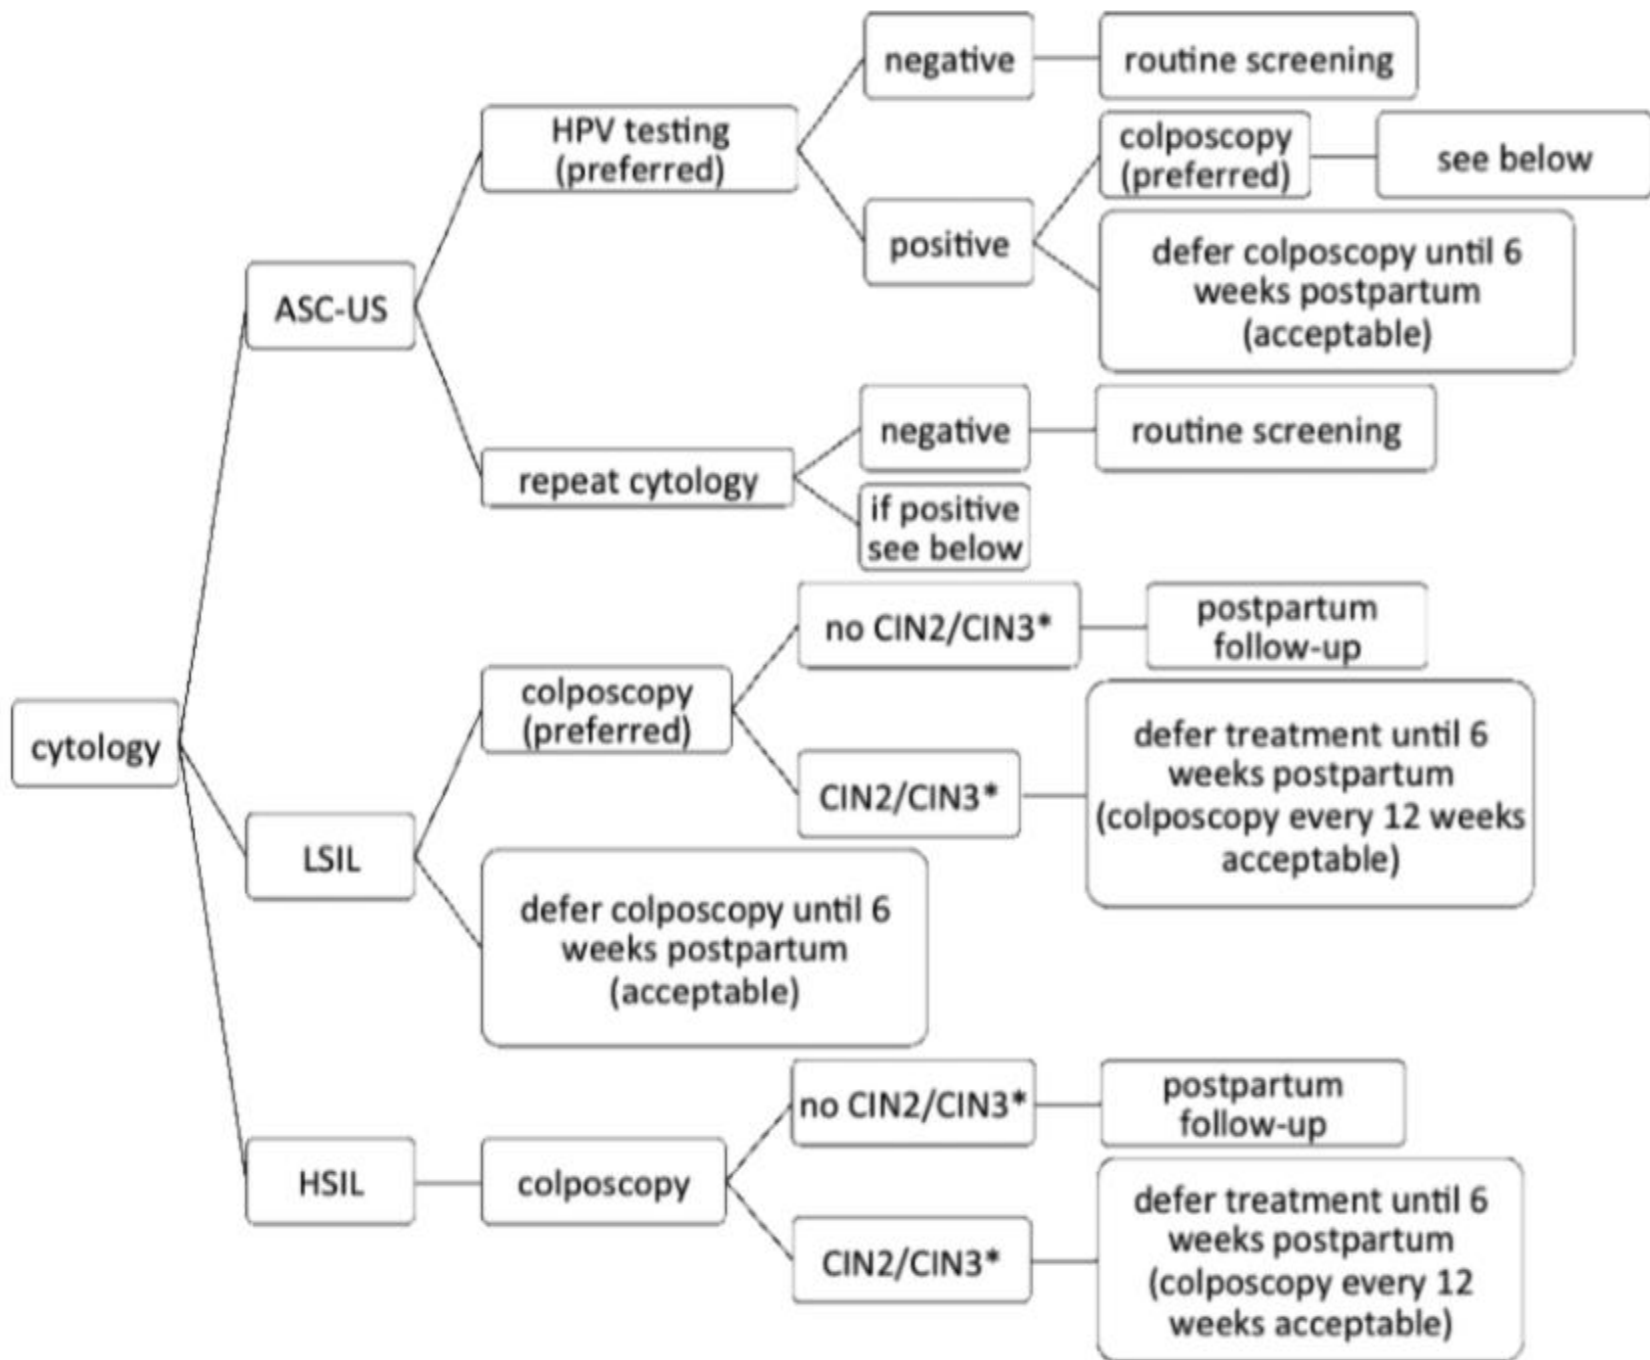 negative
routine screening
HPV testing
(preferred)
colposcopy
(preferred)
see below
positive
defer colposcopy until 6
weeks postpartum
(acceptable)
ASC-US
negative
routine screening
repeat cytology
if positive
see below
no CIN2/CIN3*
postpartum
follow-up
colposcopy
(preferred)
cytology
CIN2/CIN3*
defer treatment until 6
weeks postpartum
(colposcopy every 12 weeks
acceptable)
LSIL
defer colposcopy until 6
weeks postpartum
(acceptable)
no CIN2/CIN3*
postpartum
follow-up
HSIL
colposcopy
CIN2/CIN3*
defer treatment until 6
weeks postpartum
(colposcopy every 12
weeks acceptable)